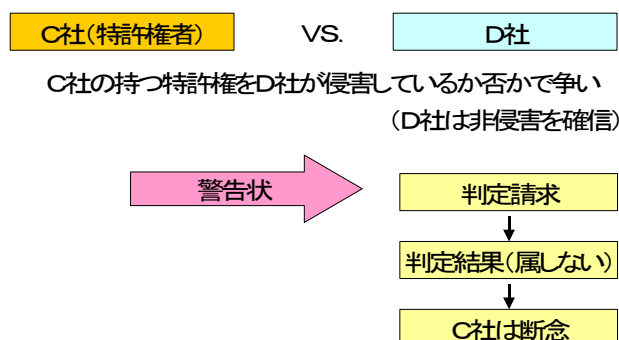 C社（特許権者） VS. D社
C社の持つ特許権をD社が侵害しているか否かで争い
（D社は非侵害を確信）
警告状
判定請求
判定結果（属しない）
C社は断念